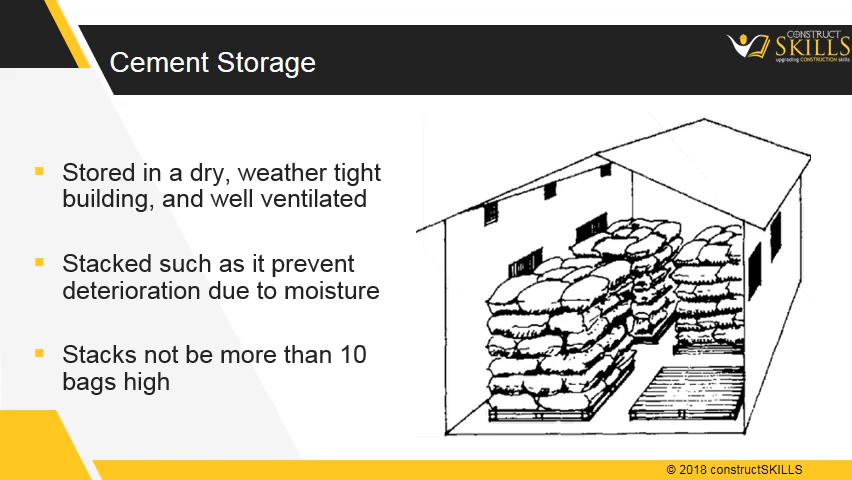 Cement Storage
CONSTRUCT
SKILLS
upgrading CONSTRUCTION skills
Stored in a dry, weather tight
building, and well ventilated
Stacked such as it prevent
deterioration due to moisture
Stacks not be more than 10
bags high
© 2018 constructSKILLS